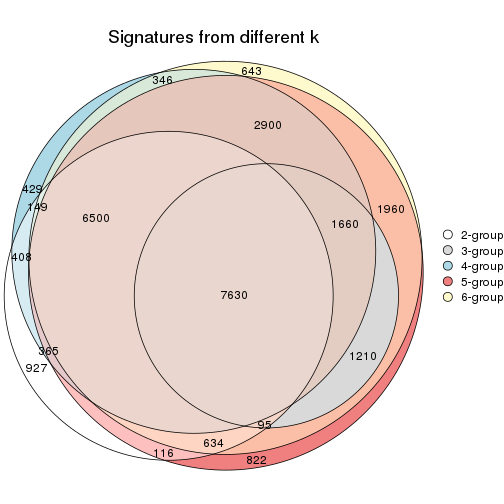 Signatures from different k
643
346
2900
429
149
6500
1960
1660
408
7630
365
927
1210
95
634
116
822
2-group
3-group
4-group
5-group
6-group